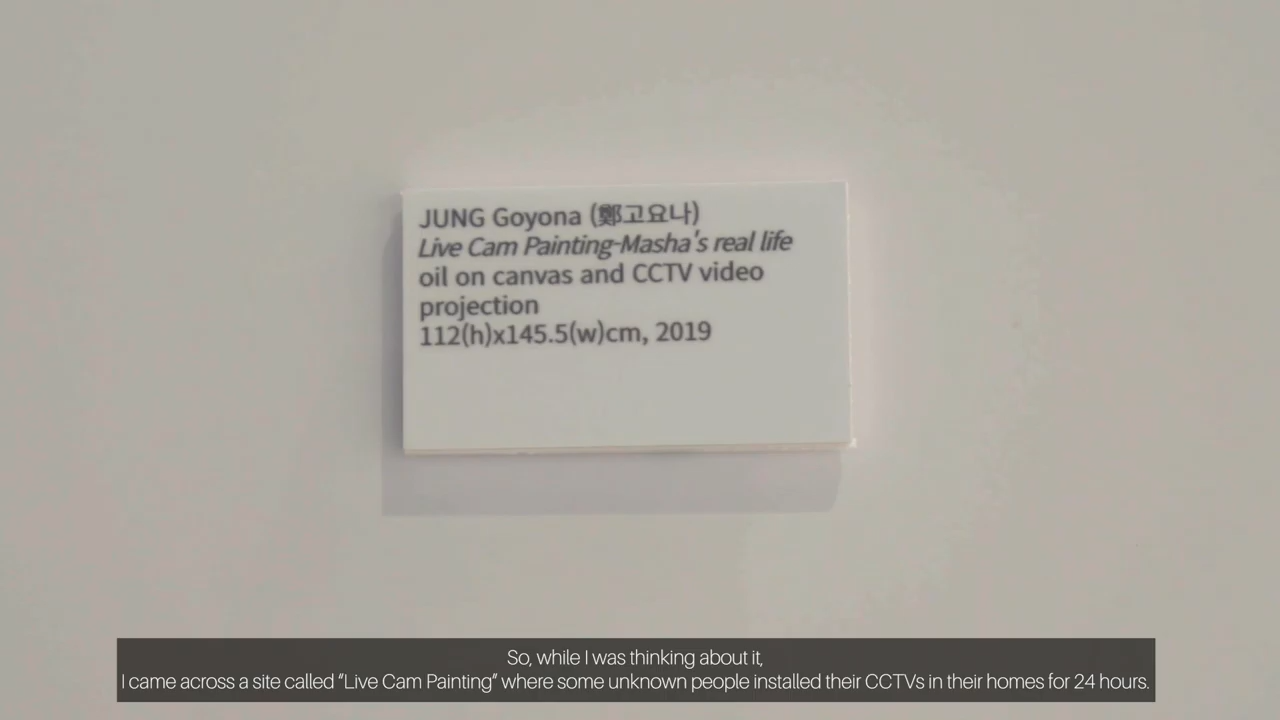 JUNG Goyona (鄭고요나)
Live Cam Painting-Masha's real life
oil on canvas and CCTV video
projection
112(h)x145.5(w)cm, 2019
So, while I was thinking about it,
I came across a site called “Live Cam Painting” where some unknown people installed their CCTVs in their homes for 24 hours.